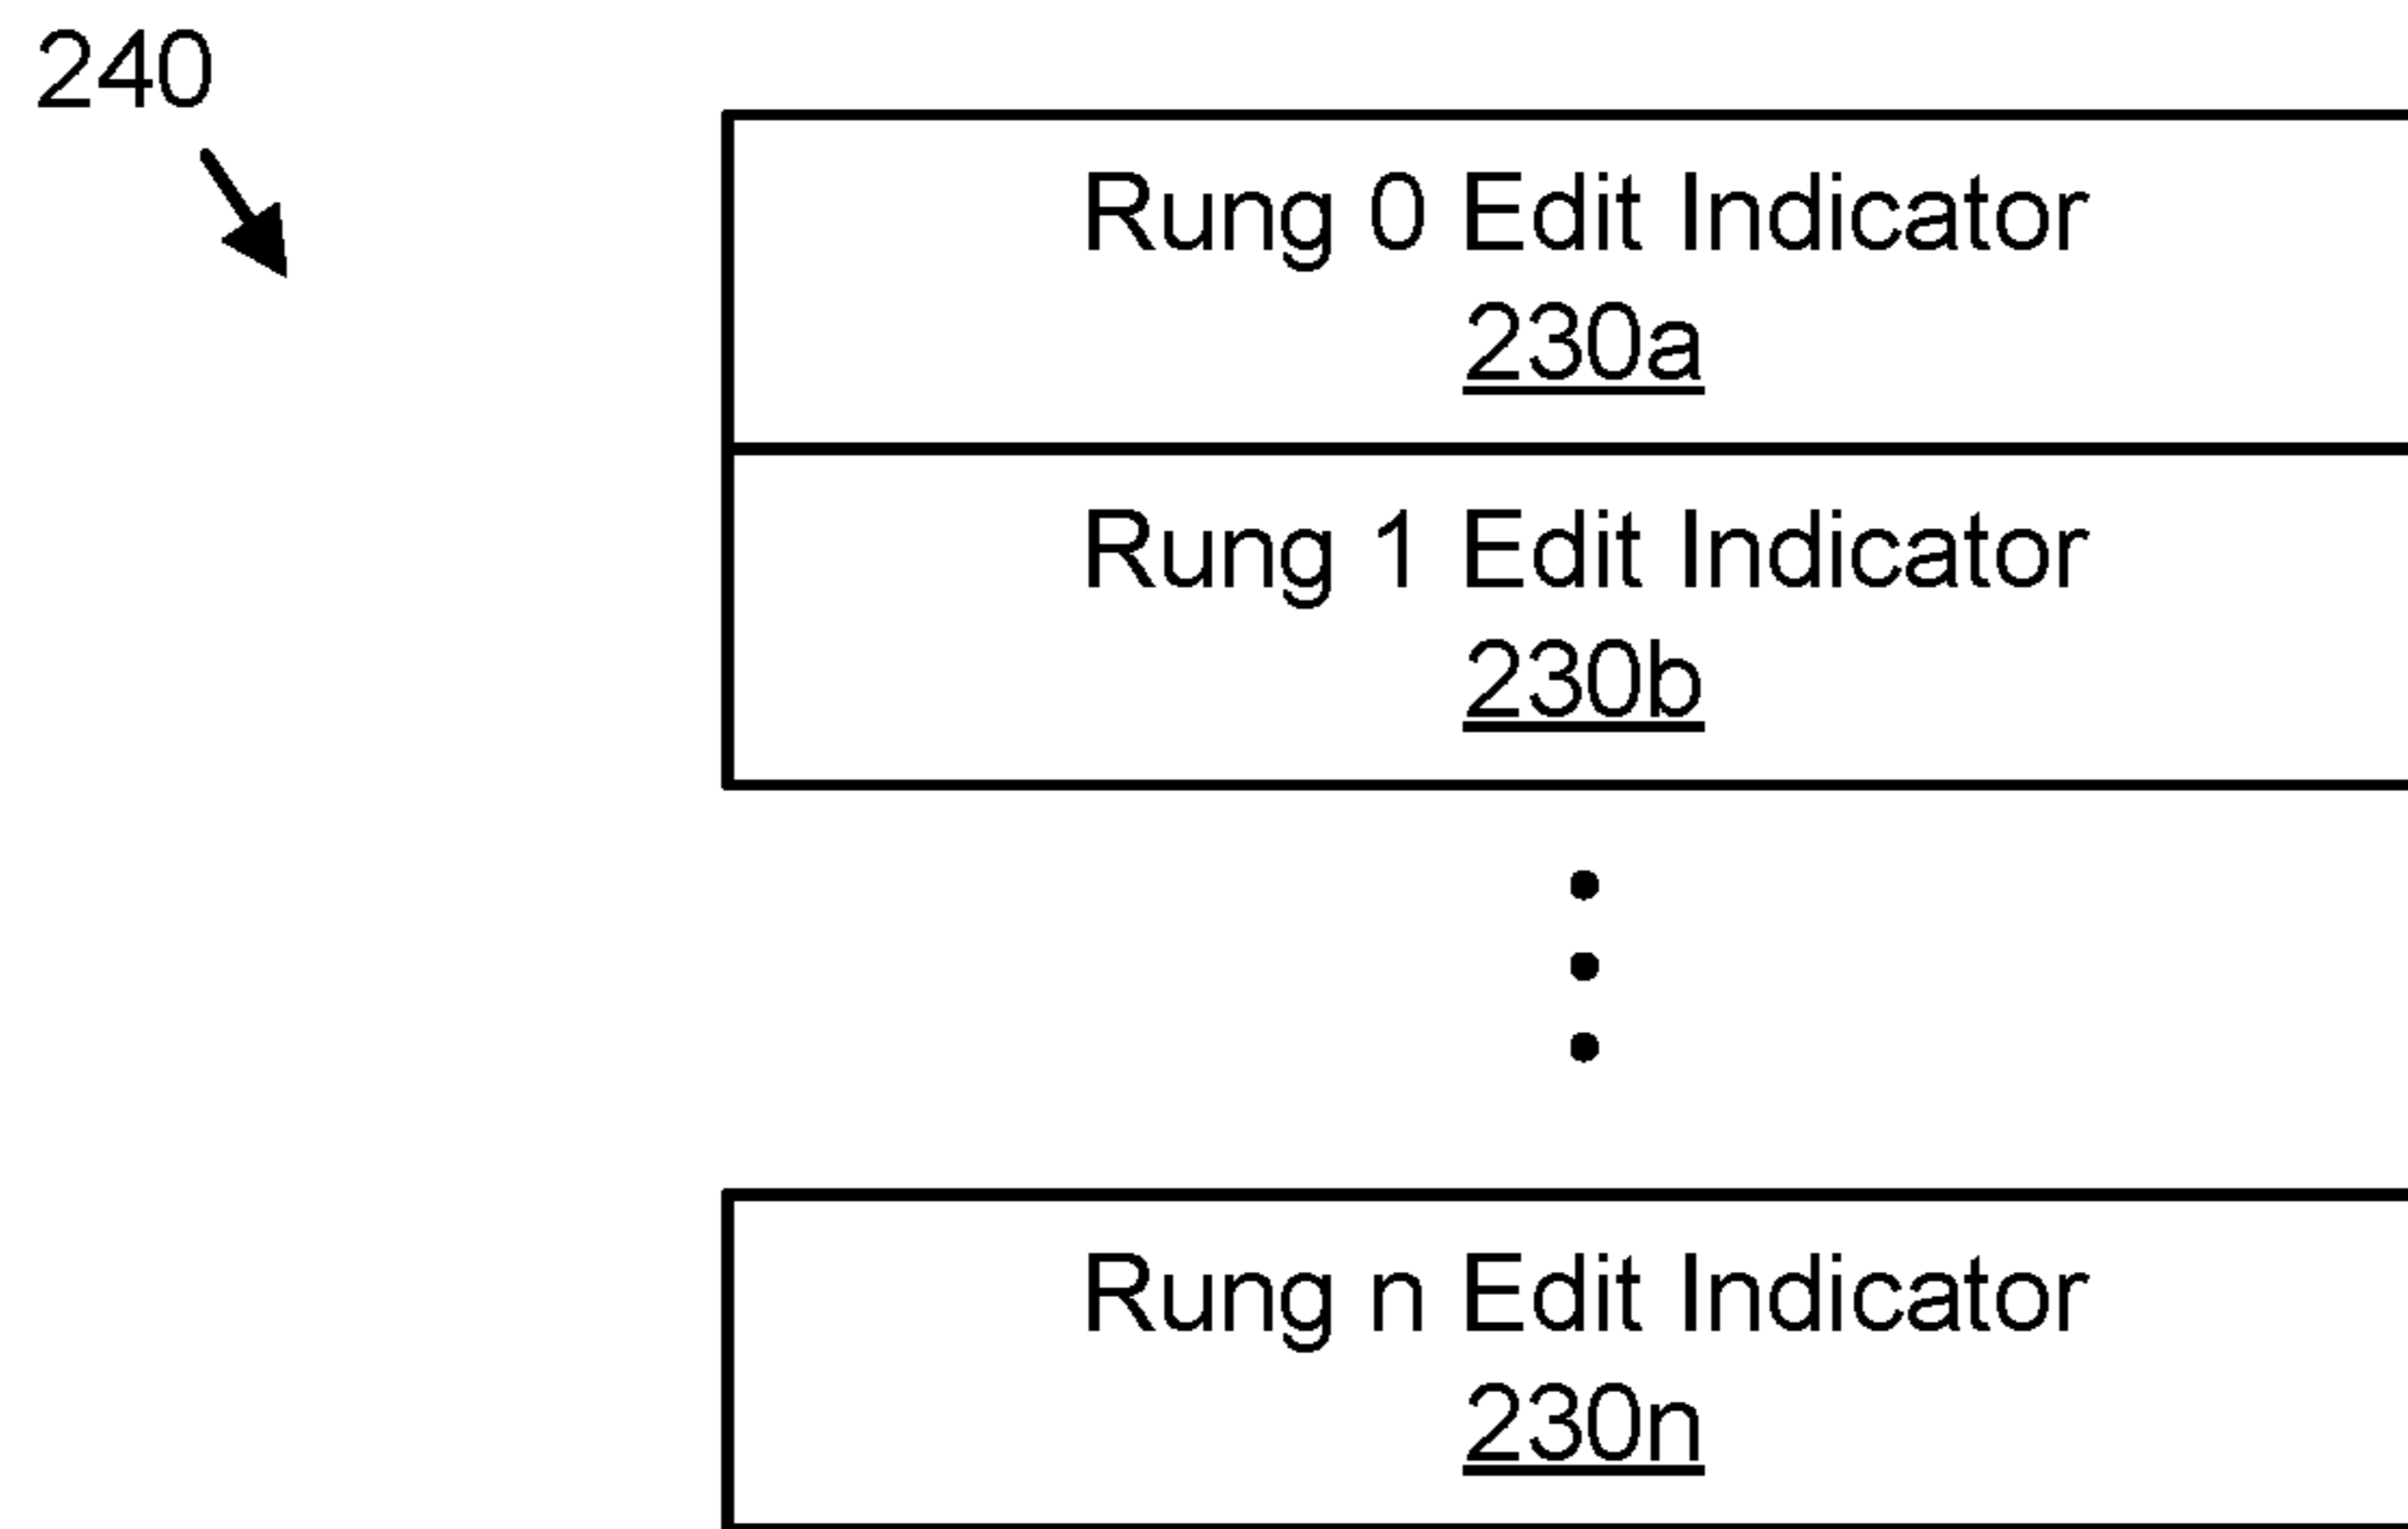 240
Rung 0 Edit Indicator
230a
Rung 1 Edit Indicator
230b
Rung n Edit Indicator
230n